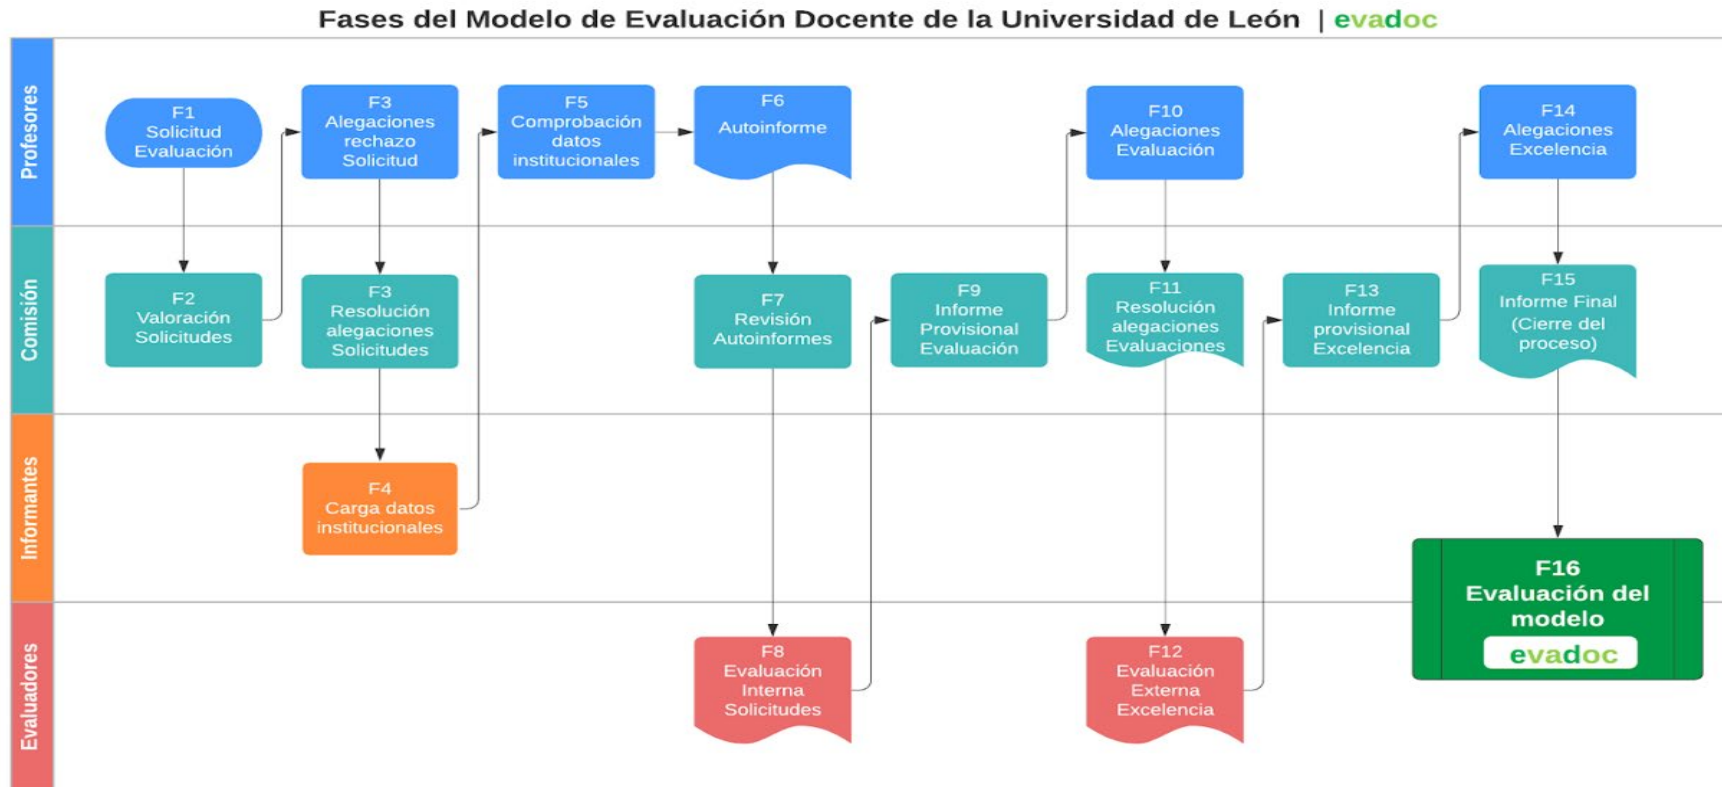 Fases del Modelo de Evaluación Docente de la Universidad de León | evadoc
Profesores
F1
Solicitud
Evaluación
F3
Alegaciones
rechazo
Solicitud
F5
Comprobación
datos
institucionales
F6
Autoinforme
F10
Alegaciones
Evaluación
F14
Alegaciones
Excelencia
Comisión
F2
Valoración
Solicitudes
F3
Resolución
alegaciones
Solicitudes
F7
Revisión
Autoinformes
F9
Informe
Provisional
Evaluación
F11
Resolución
alegaciones
Evaluaciones
F13
Informe
provisional
Excelencia
F15
Informe Final
(Cierre del
proceso)
Informantes
F4
Carga datos
institucionales
F16
Evaluación del
modelo
evadoc
Evaluadores
F8
Evaluación
Interna
Solicitudes
F12
Evaluación
Externa
Excelencia